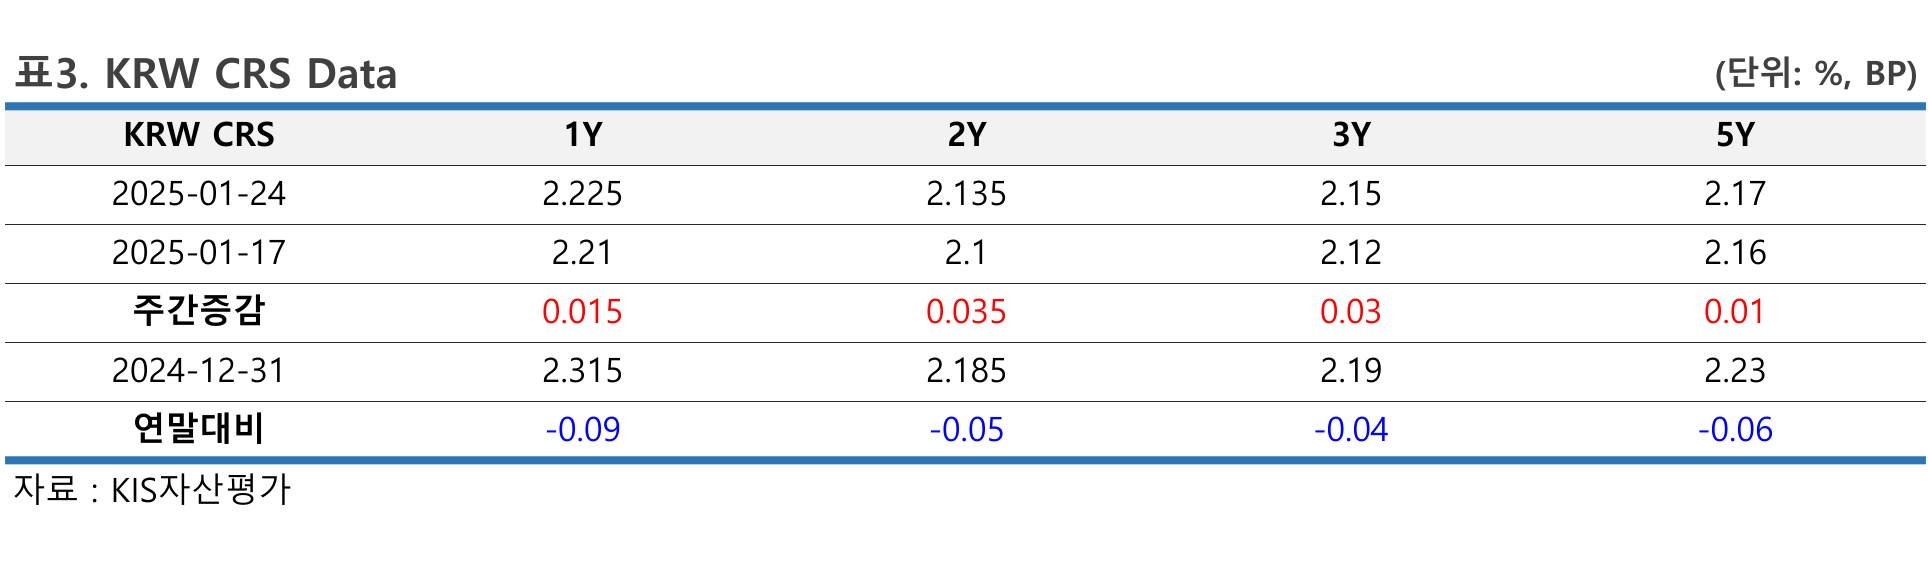 표3. KRW CRS Data (단위: %, BP)
KRW CRS 1Y 2Y 3Y 5Y
2025-01-24 2.225 2.135 2.15 2.17
2025-01-17 2.21 2.1 2.12 2.16
주간증감 0.015 0.035 0.03 0.01
2024-12-31 2.315 2.185 2.19 2.23
연말대비 -0.09 -0.05 -0.04 -0.06
자료 : KIS자산평가